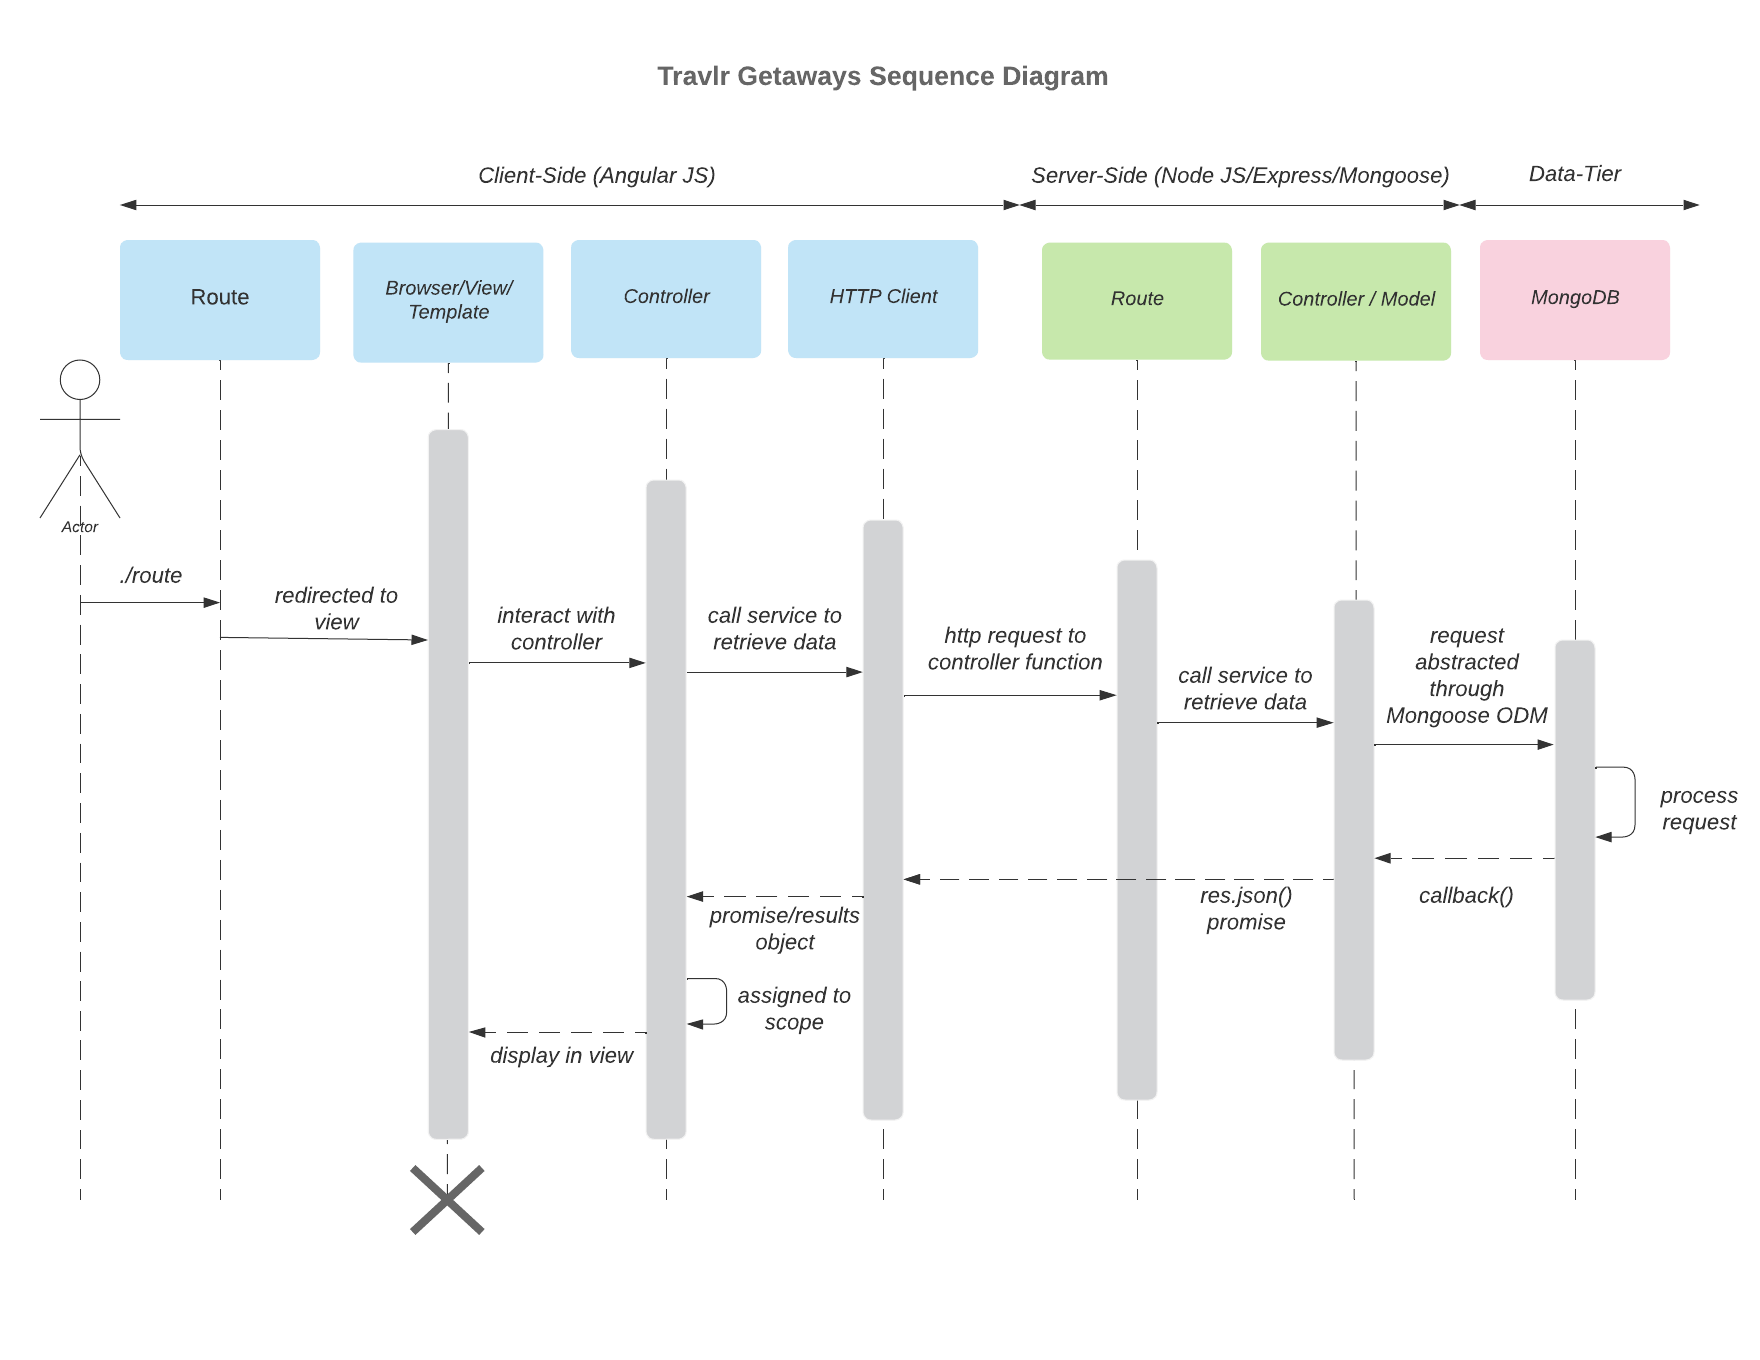 Travlr Getaways Sequence Diagram
Client-Side (Angular JS)
Server-Side (Node JS/Express/Mongoose)
Data-Tier
Route
Browser/View/
Template
Controller
HTTP Client
Route
Controller / Model
MongoDB
Actor
./route
redirected to
view
interact with
controller
call service to
retrieve data
http request to
controller function
call service to
retrieve data
request
abstracted
through
Mongoose ODM
process
request
callback()
res.json()
promise
promise/results
object
assigned to
scope
display in view